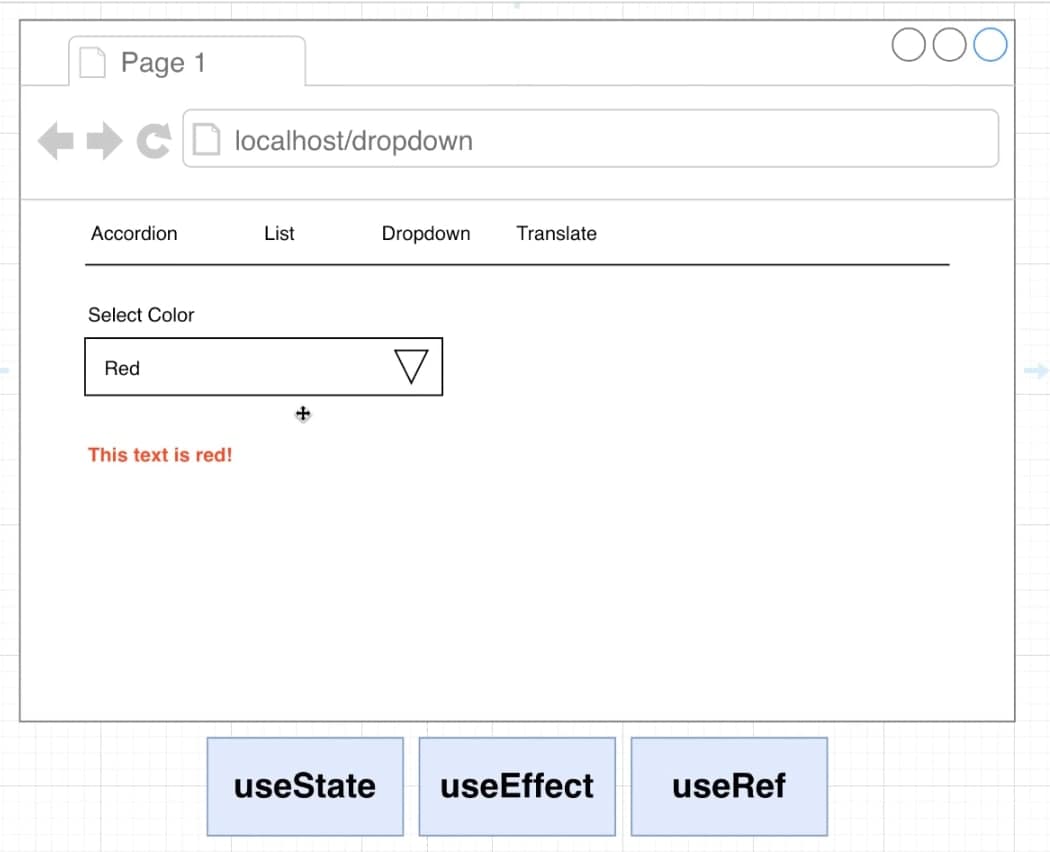 Page 1
localhost/dropdown
Accordion List Dropdown Translate
Select Color
Red
This text is red!
useState useEffect useRef